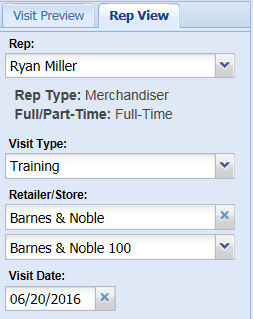 Visit Preview
Rep View
Rep:
Ryan Miller
Rep Type: Merchandiser
Full/Part-Time: Full-Time
Visit Type:
Training
Retailer/Store:
Barnes & Noble
Barnes & Noble 100
Visit Date:
06/20/2016